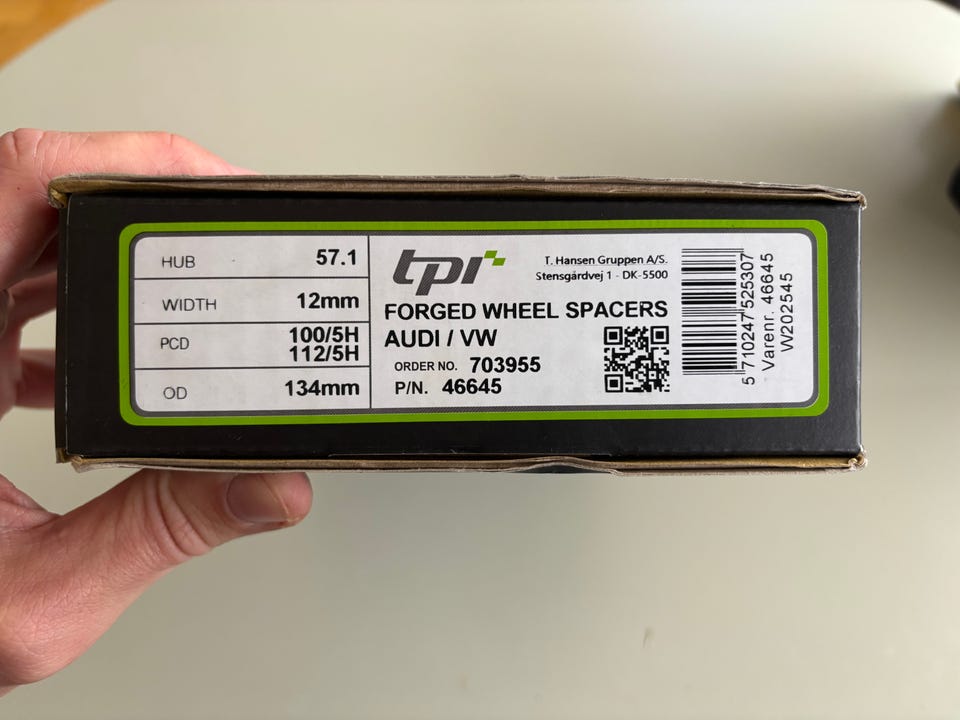 HUB 57.1
WIDTH 12mm
PCD 100/5H
112/5H
OD 134mm
tpi
T. Hansen Gruppen A/S.
Stensgårdvej 1 - DK-5500
FORGED WHEEL SPACERS
AUDI / VW
ORDER NO. 703955
P/N. 46645
5 710247 525307
Varenr. 46645
W202545